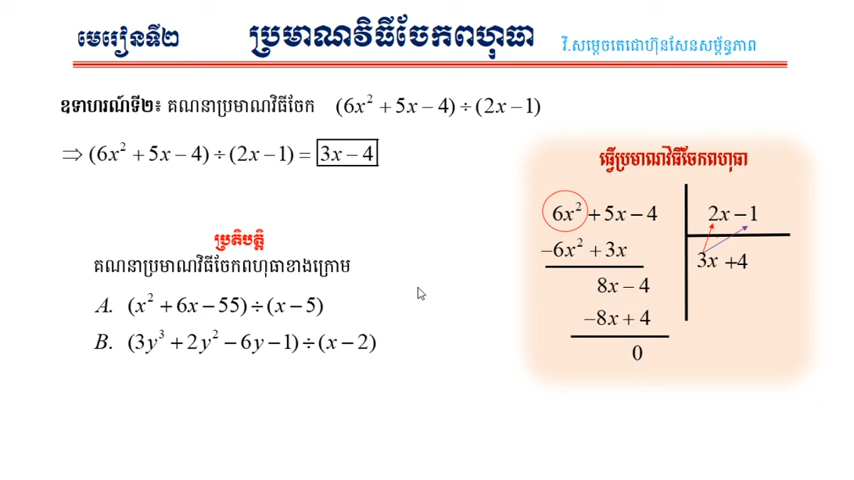 មេរៀនទី២
ប្រមាណវិធីចែកពហុធា
វិ.សម្តេចតេជោហ៊ុនសែនសម្ព័ន្ធភាព
ឧទាហរណ៍ទី២៖ គណនាប្រមាណវិធីចែក (6x² + 5x − 4) ÷ (2x − 1)
⇒ (6x² + 5x − 4) ÷ (2x − 1) = 3x − 4
ប្រតិបត្តិ
គណនាប្រមាណវិធីចែកពហុធាខាងក្រោម
A. (x² + 6x − 55) ÷ (x − 5)
B. (3y³ + 2y² − 6y − 1) ÷ (x − 2)
ធ្វើប្រមាណវិធីចែកពហុធា
6x² + 5x − 4 2x − 1
−6x² + 3x 3x + 4
8x − 4
−8x + 4
0